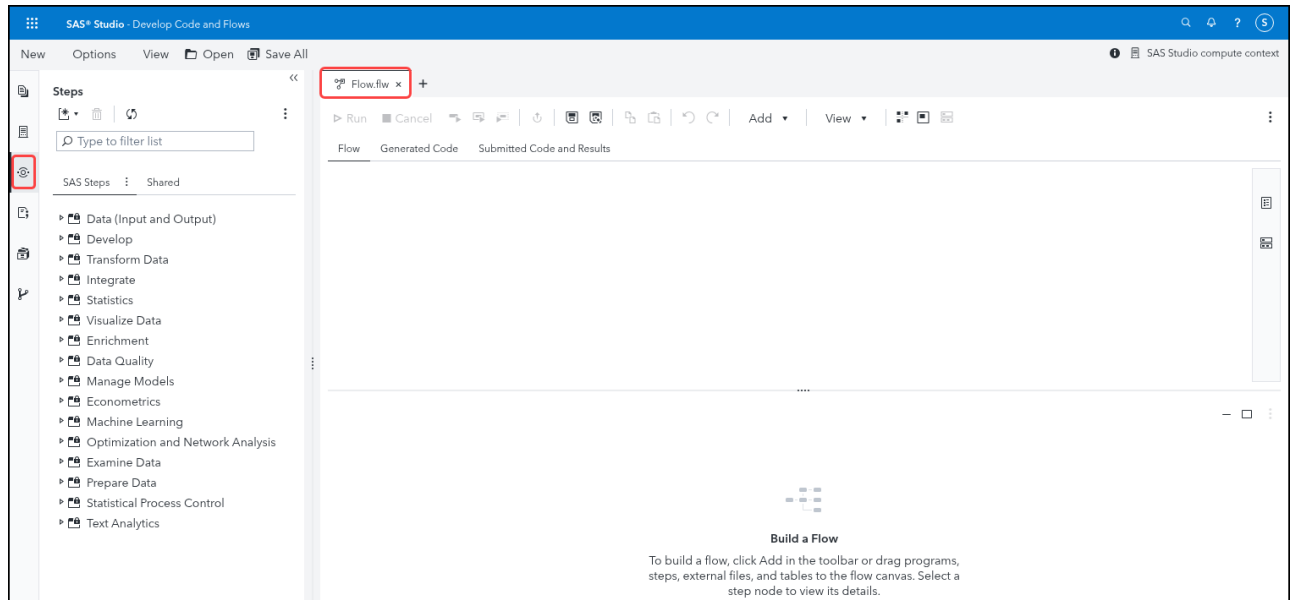 SAS® Studio - Develop Code and Flows
?
S
New Options View Open Save All
SAS Studio compute context
Steps
Type to filter list
SAS Steps Shared
Data (Input and Output)
Develop
Transform Data
Integrate
Statistics
Visualize Data
Enrichment
Data Quality
Manage Models
Econometrics
Machine Learning
Optimization and Network Analysis
Examine Data
Prepare Data
Statistical Process Control
Text Analytics
Flow.flw
Run Cancel Add View
Flow Generated Code Submitted Code and Results
Build a Flow
To build a flow, click Add in the toolbar or drag programs,
steps, external files, and tables to the flow canvas. Select a
step node to view its details.